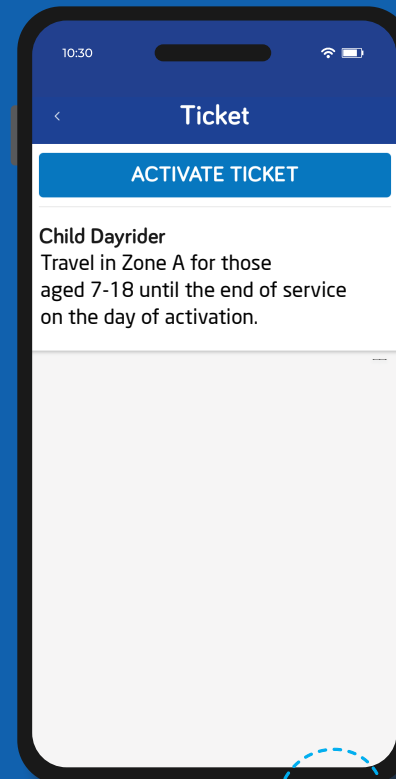 10:30
Ticket
ACTIVATE TICKET
Child Dayrider
Travel in Zone A for those
aged 7-18 until the end of service
on the day of activation.